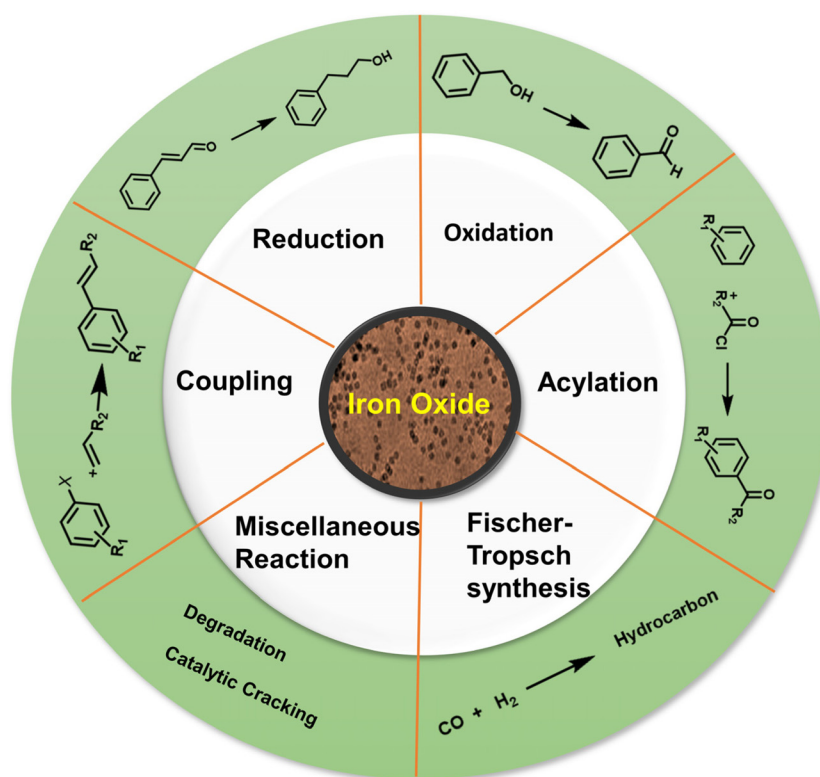 OH
O
OH
O
H
Reduction
Oxidation
R₂
R₁
R₁
+
R₂
O
Cl
Coupling
Iron Oxide
Acylation
R₂
+
X
R₁
R₁
O
R₂
Miscellaneous
Reaction
Fischer-
Tropsch
synthesis
Degradation
Catalytic Cracking
CO + H₂
Hydrocarbon